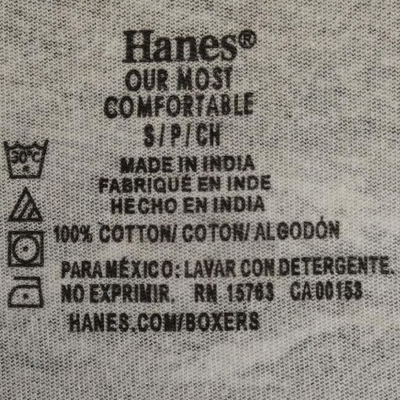 Hanes®
OUR MOST
COMFORTABLE
S/P/CH
MADE IN INDIA
FABRIQUÉ EN INDE
HECHO EN INDIA
30°C
100% COTTON/ COTON/ ALGODÓN
PARA MÉXICO: LAVAR CON DETERGENTE.
NO EXPRIMIR. RN 15763 CA00153
HANES.COM/BOXERS